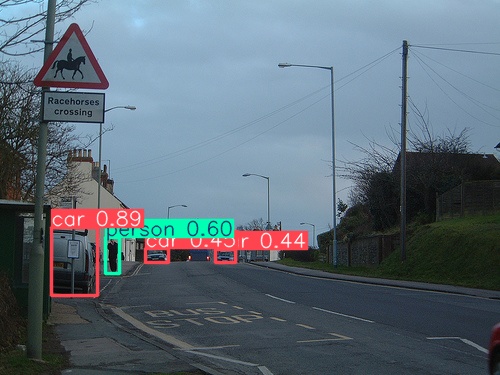 Racehorses
crossing
car 0.89
person 0.60
car 0.45
r 0.44
BUS
STOP